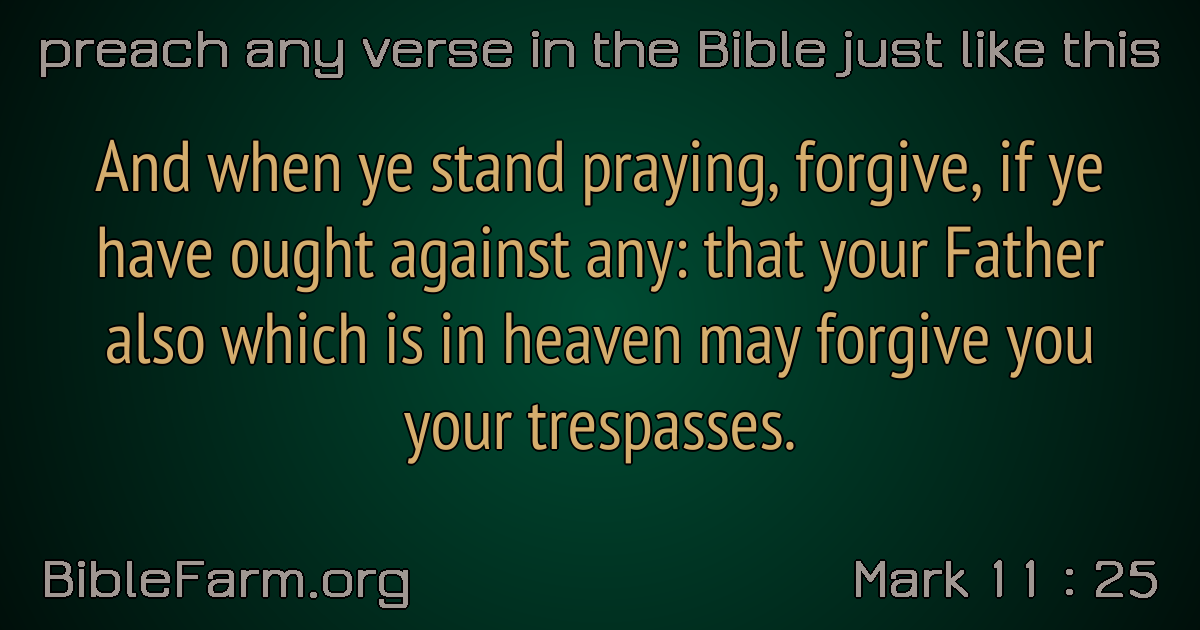 preach any verse in the Bible just like this
And when ye stand praying, forgive, if ye
have ought against any: that your Father
also which is in heaven may forgive you
your trespasses.
BibleFarm.org
Mark 11 : 25